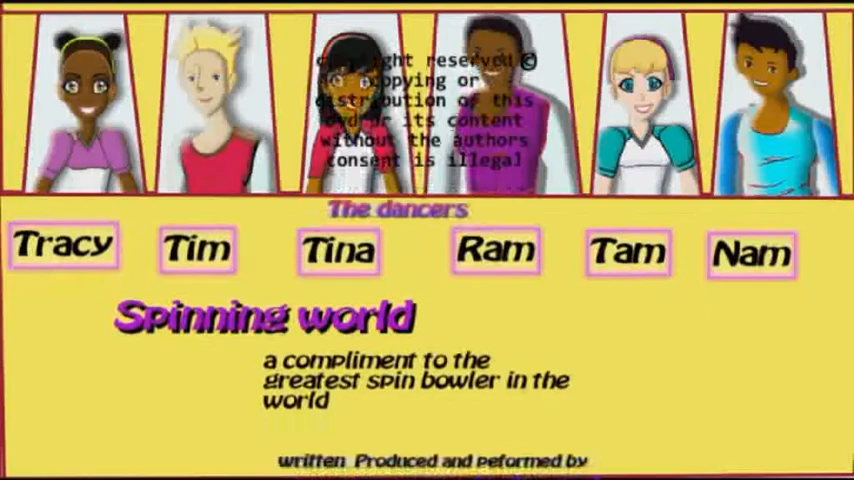 copyright reserved ©
no copying or
distribution of this
dvd or its content
without the authors
consent is illegal
The dancers
Tracy Tim Tina Ram Tam Nam
Spinning world
a compliment to the
greatest spin bowler in the
world
written Produced and peformed by